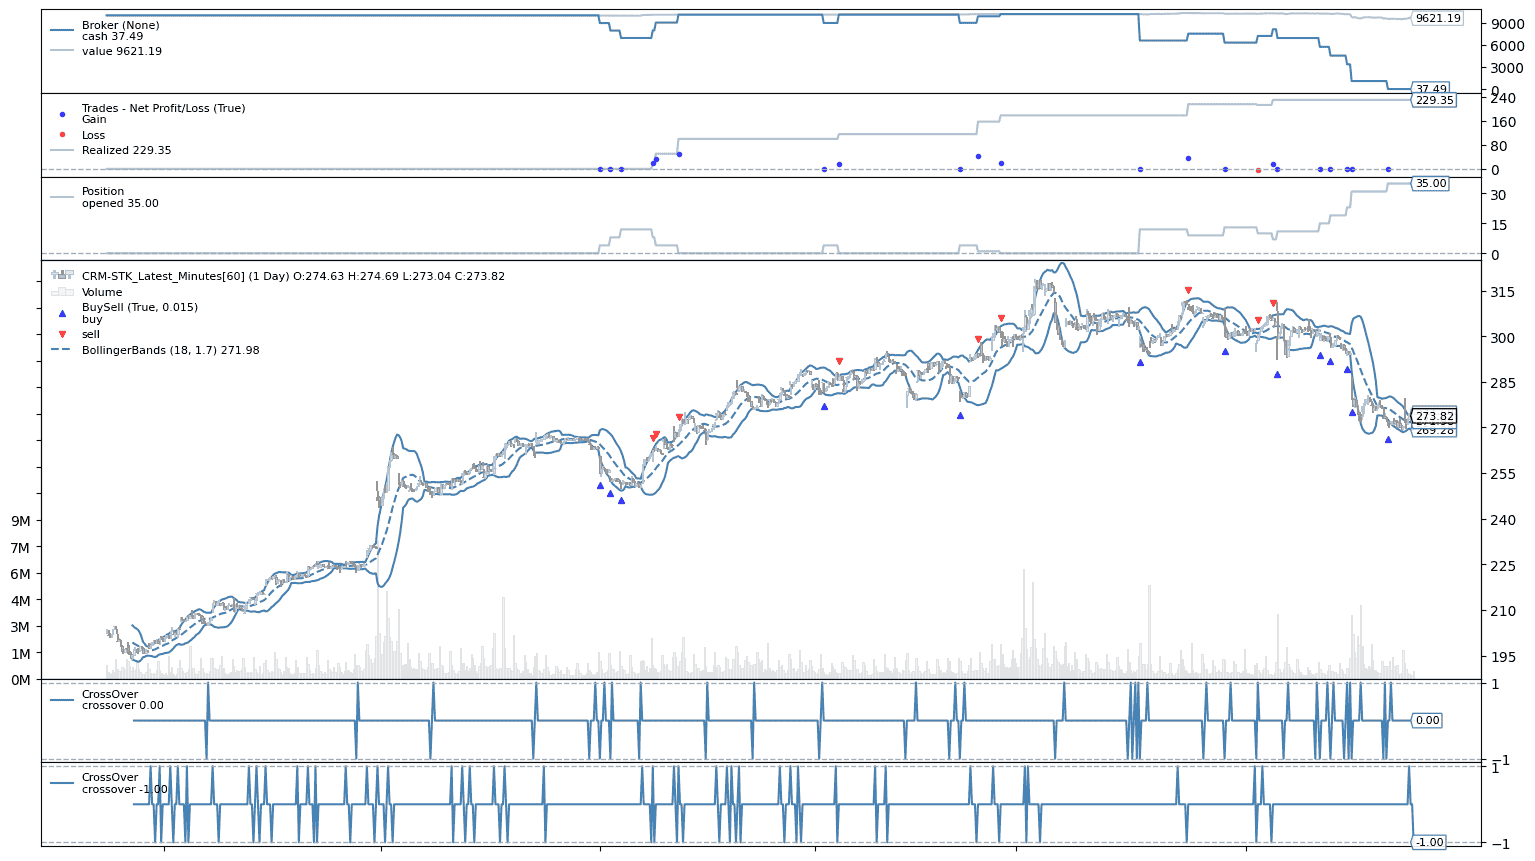 Broker (None)
cash 37.49
value 9621.19
9621.19
9000
6000
3000
0
37.49
Trades - Net Profit/Loss (True)
Gain
Loss
Realized 229.35
240
229.35
160
80
0
Position
opened 35.00
35.00
30
15
0
CRM-STK_Latest_Minutes[60] (1 Day) O:274.63 H:274.69 L:273.04 C:273.82
Volume
BuySell (True, 0.015)
buy
sell
BollingerBands (18, 1.7) 271.98
315
300
285
273.82
271.98
269.28
270
255
240
225
210
195
9M
7M
6M
4M
3M
1M
0M
CrossOver
crossover 0.00
1
0.00
−1
CrossOver
crossover -1.00
1
-1.00
−1